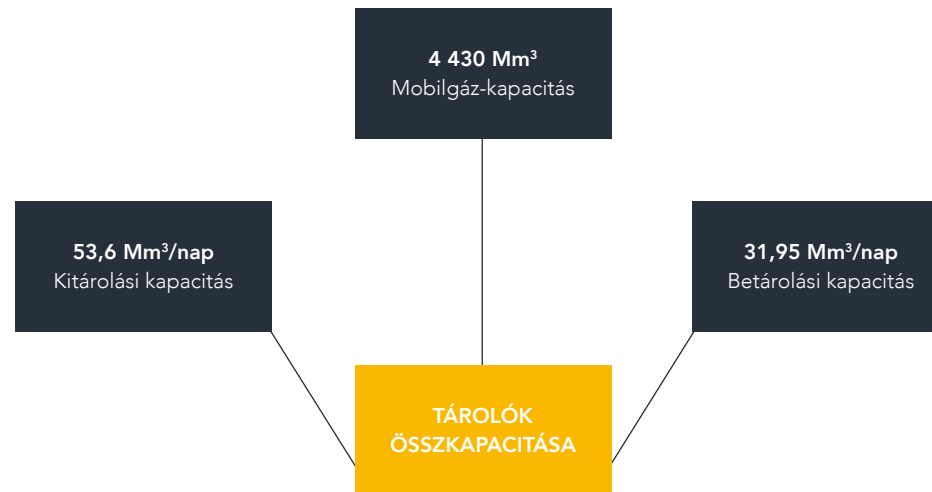 4 430 Mm³
Mobilgáz-kapacitás
53,6 Mm³/nap
Kitárolási kapacitás
31,95 Mm³/nap
Betárolási kapacitás
TÁROLÓK
ÖSSZKAPACITÁSA